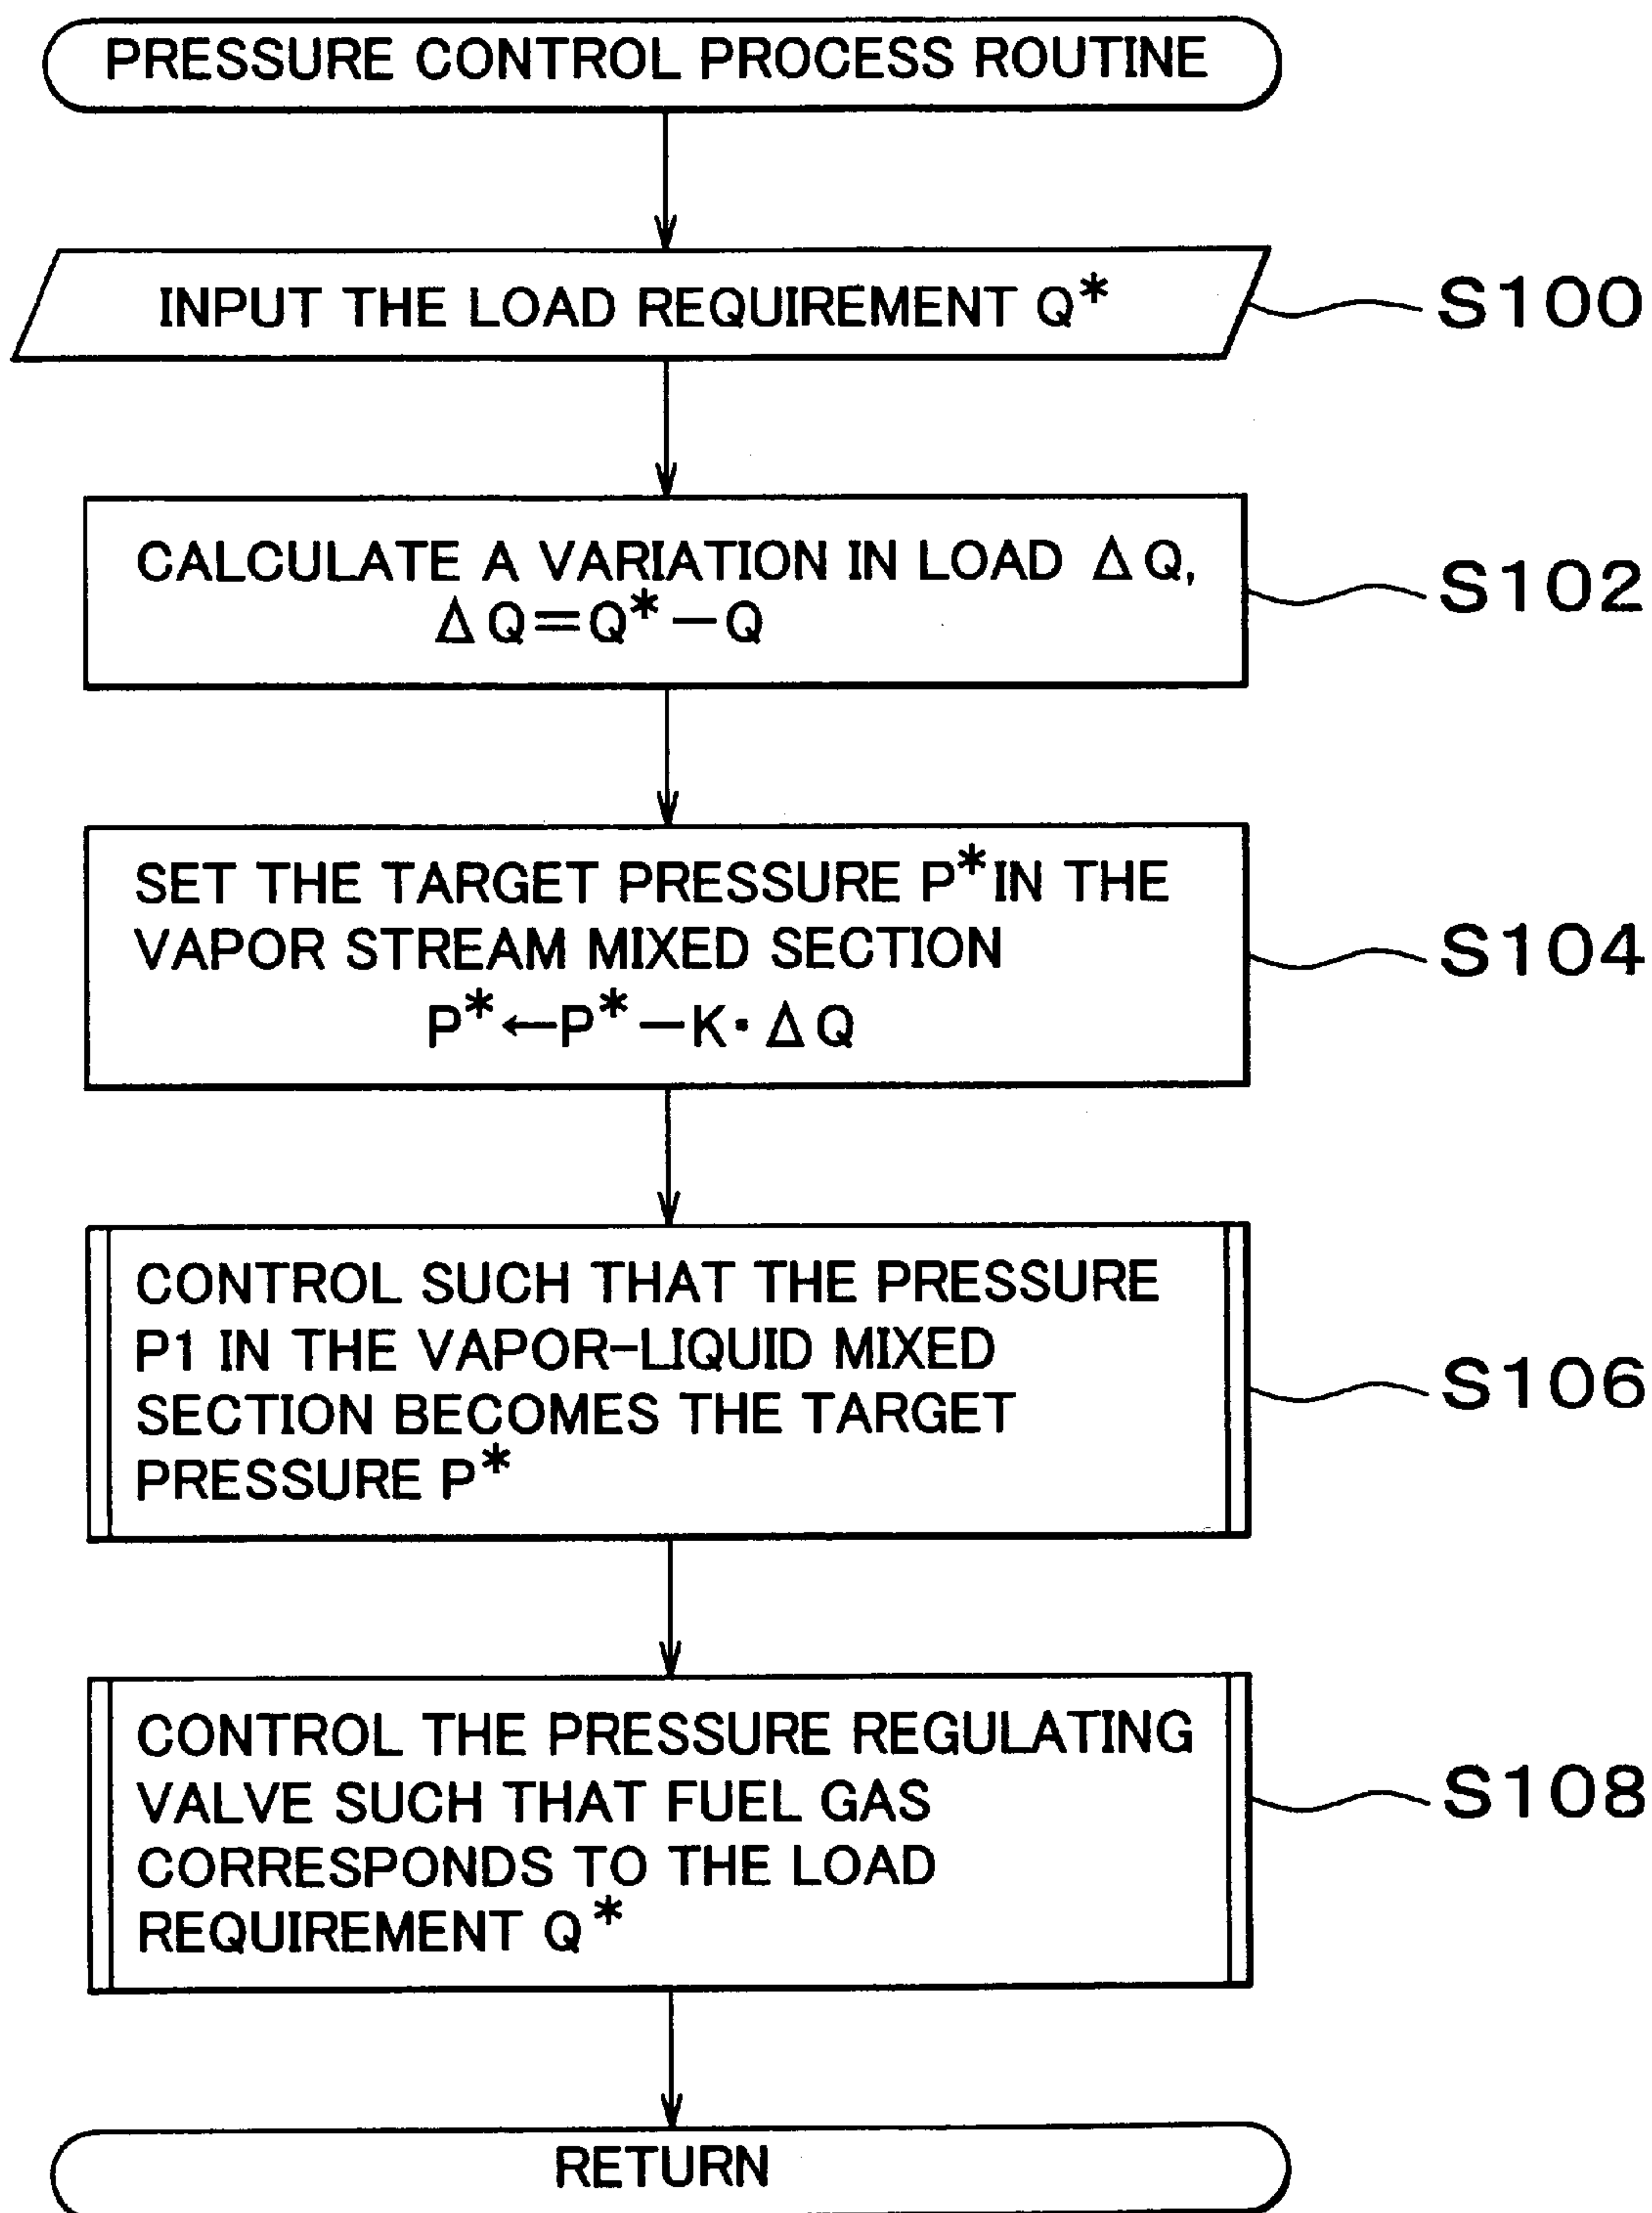 PRESSURE CONTROL PROCESS ROUTINE
INPUT THE LOAD REQUIREMENT Q*
S100
CALCULATE A VARIATION IN LOAD ΔQ,
ΔQ=Q*−Q
S102
SET THE TARGET PRESSURE P* IN THE
VAPOR STREAM MIXED SECTION
P*←P*−K・ΔQ
S104
CONTROL SUCH THAT THE PRESSURE
P1 IN THE VAPOR-LIQUID MIXED
SECTION BECOMES THE TARGET
PRESSURE P*
S106
CONTROL THE PRESSURE REGULATING
VALVE SUCH THAT FUEL GAS
CORRESPONDS TO THE LOAD
REQUIREMENT Q*
S108
RETURN